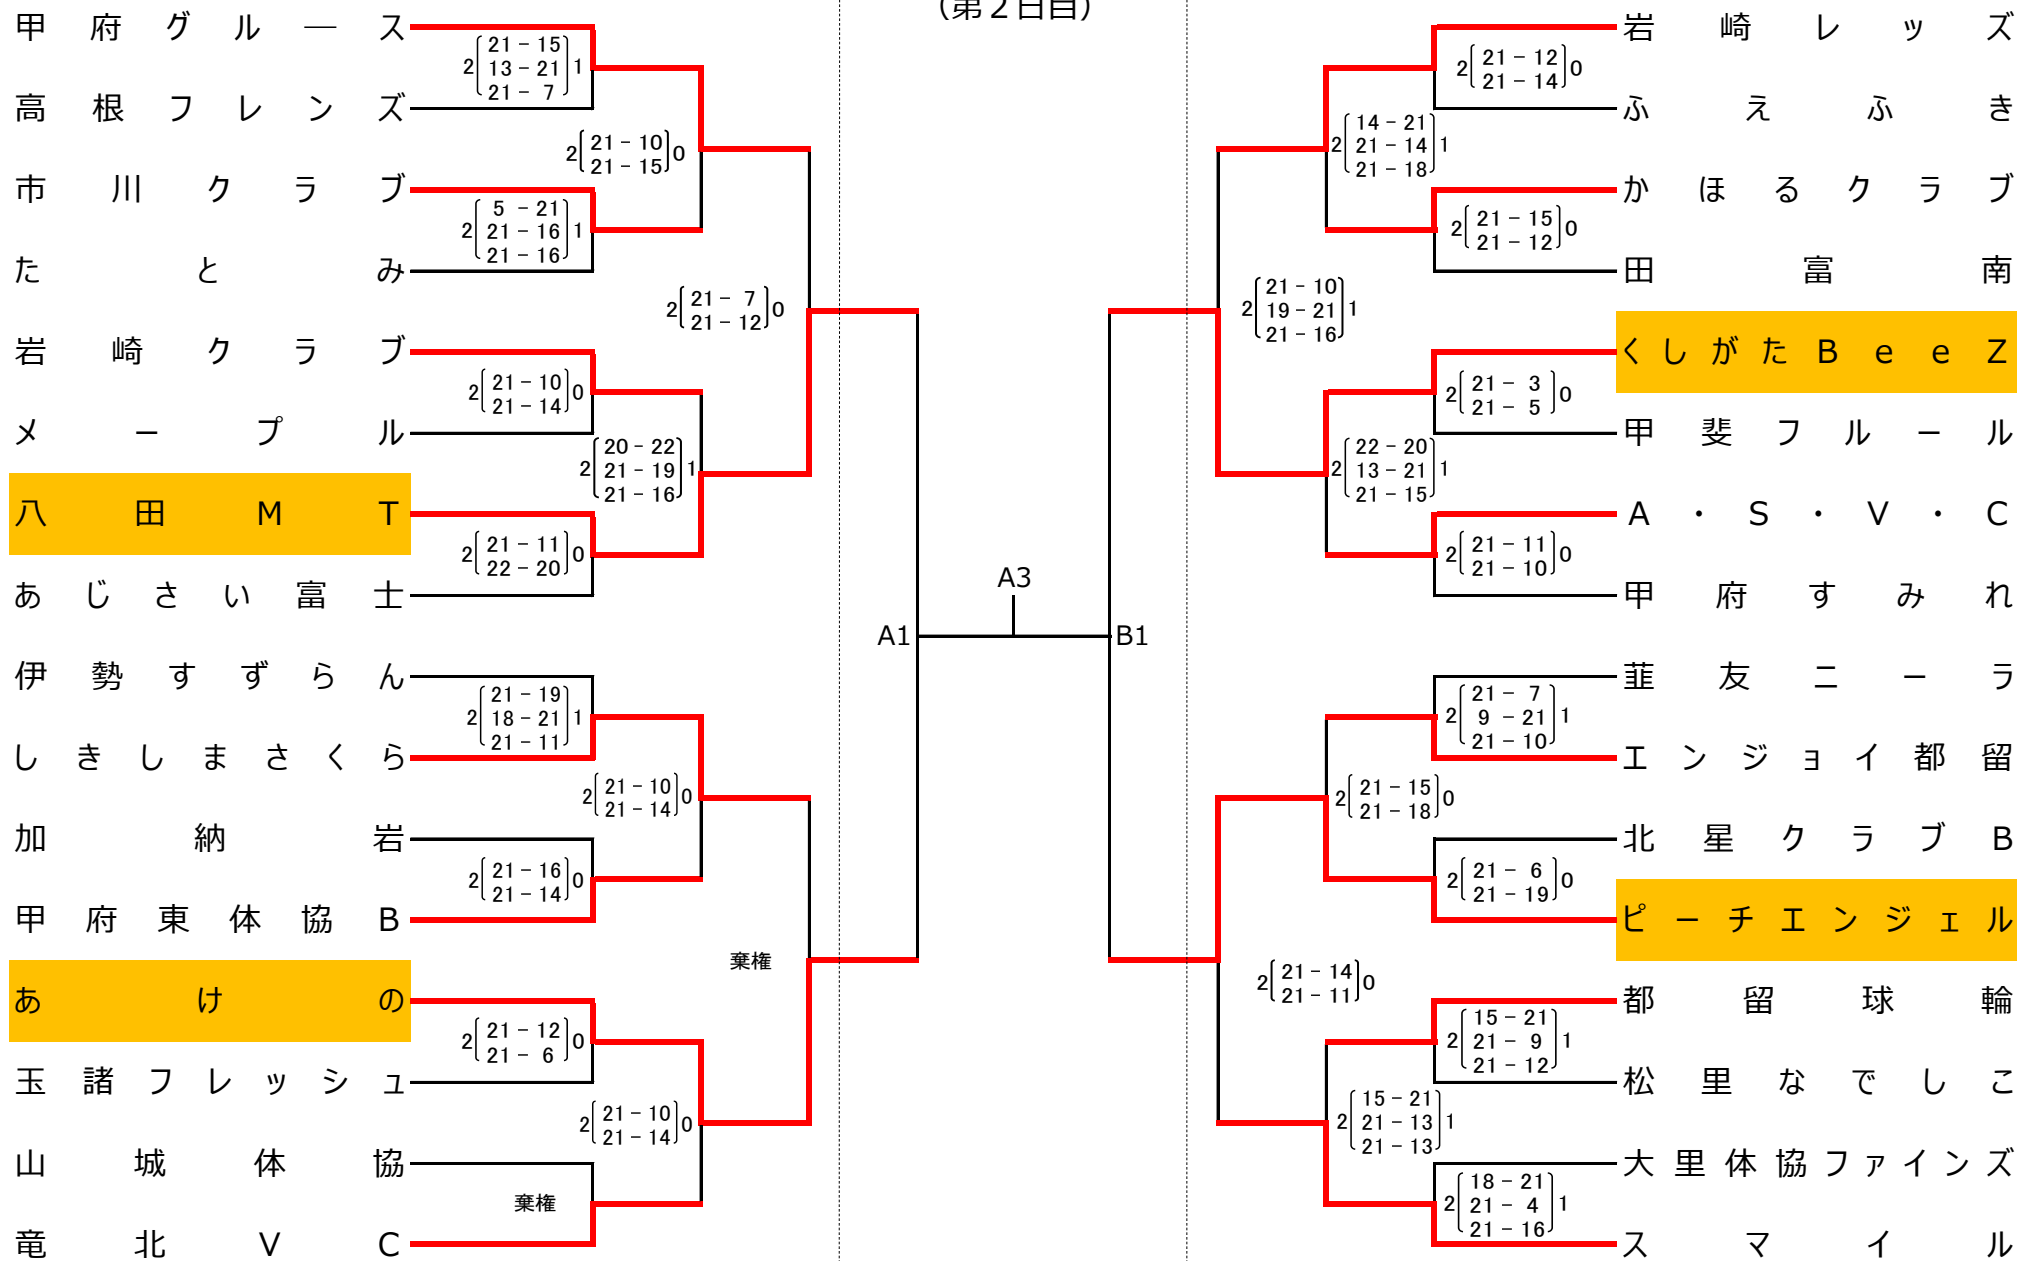 (第2日目)
甲府グル―ス
2 21－15 1
13－21
21－7
高根フレンズ
2 21－10 0
21－15
市川クラブ
2 5－21 1
21－16
21－16
たとみ
2 21－7 0
21－12
岩崎クラブ
2 21－10 0
21－14
メープル
2 20－22 1
21－19
21－16
八田MT
2 21－11 0
22－20
あじさい富士
A1
伊勢すずらん
2 21－19 1
18－21
21－11
しきしまさくら
2 21－10 0
21－14
加納岩
2 21－16 0
21－14
甲府東体協B
棄権
あけの
2 21－12 0
21－6
玉諸フレッシュ
2 21－10 0
21－14
山城体協
棄権
竜北VC
A3
岩崎レッズ
2 21－12 0
21－14
ふえふき
2 14－21 1
21－14
21－18
かほるクラブ
2 21－15 0
21－12
田富南
2 21－10 1
19－21
21－16
くしがたBeeZ
2 21－3 0
21－5
甲斐フルール
2 22－20 1
13－21
21－15
A・S・V・C
2 21－11 0
21－10
甲府すみれ
B1
韮友ニーラ
2 21－7 1
9－21
21－10
エンジョイ都留
2 21－15 0
21－18
北星クラブB
2 21－6 0
21－19
ピーチエンジェル
2 21－14 0
21－11
都留球輪
2 15－21 1
21－9
21－12
松里なでしこ
2 15－21 1
21－13
21－13
大里体協ファインズ
2 18－21 1
21－4
21－16
スマイル